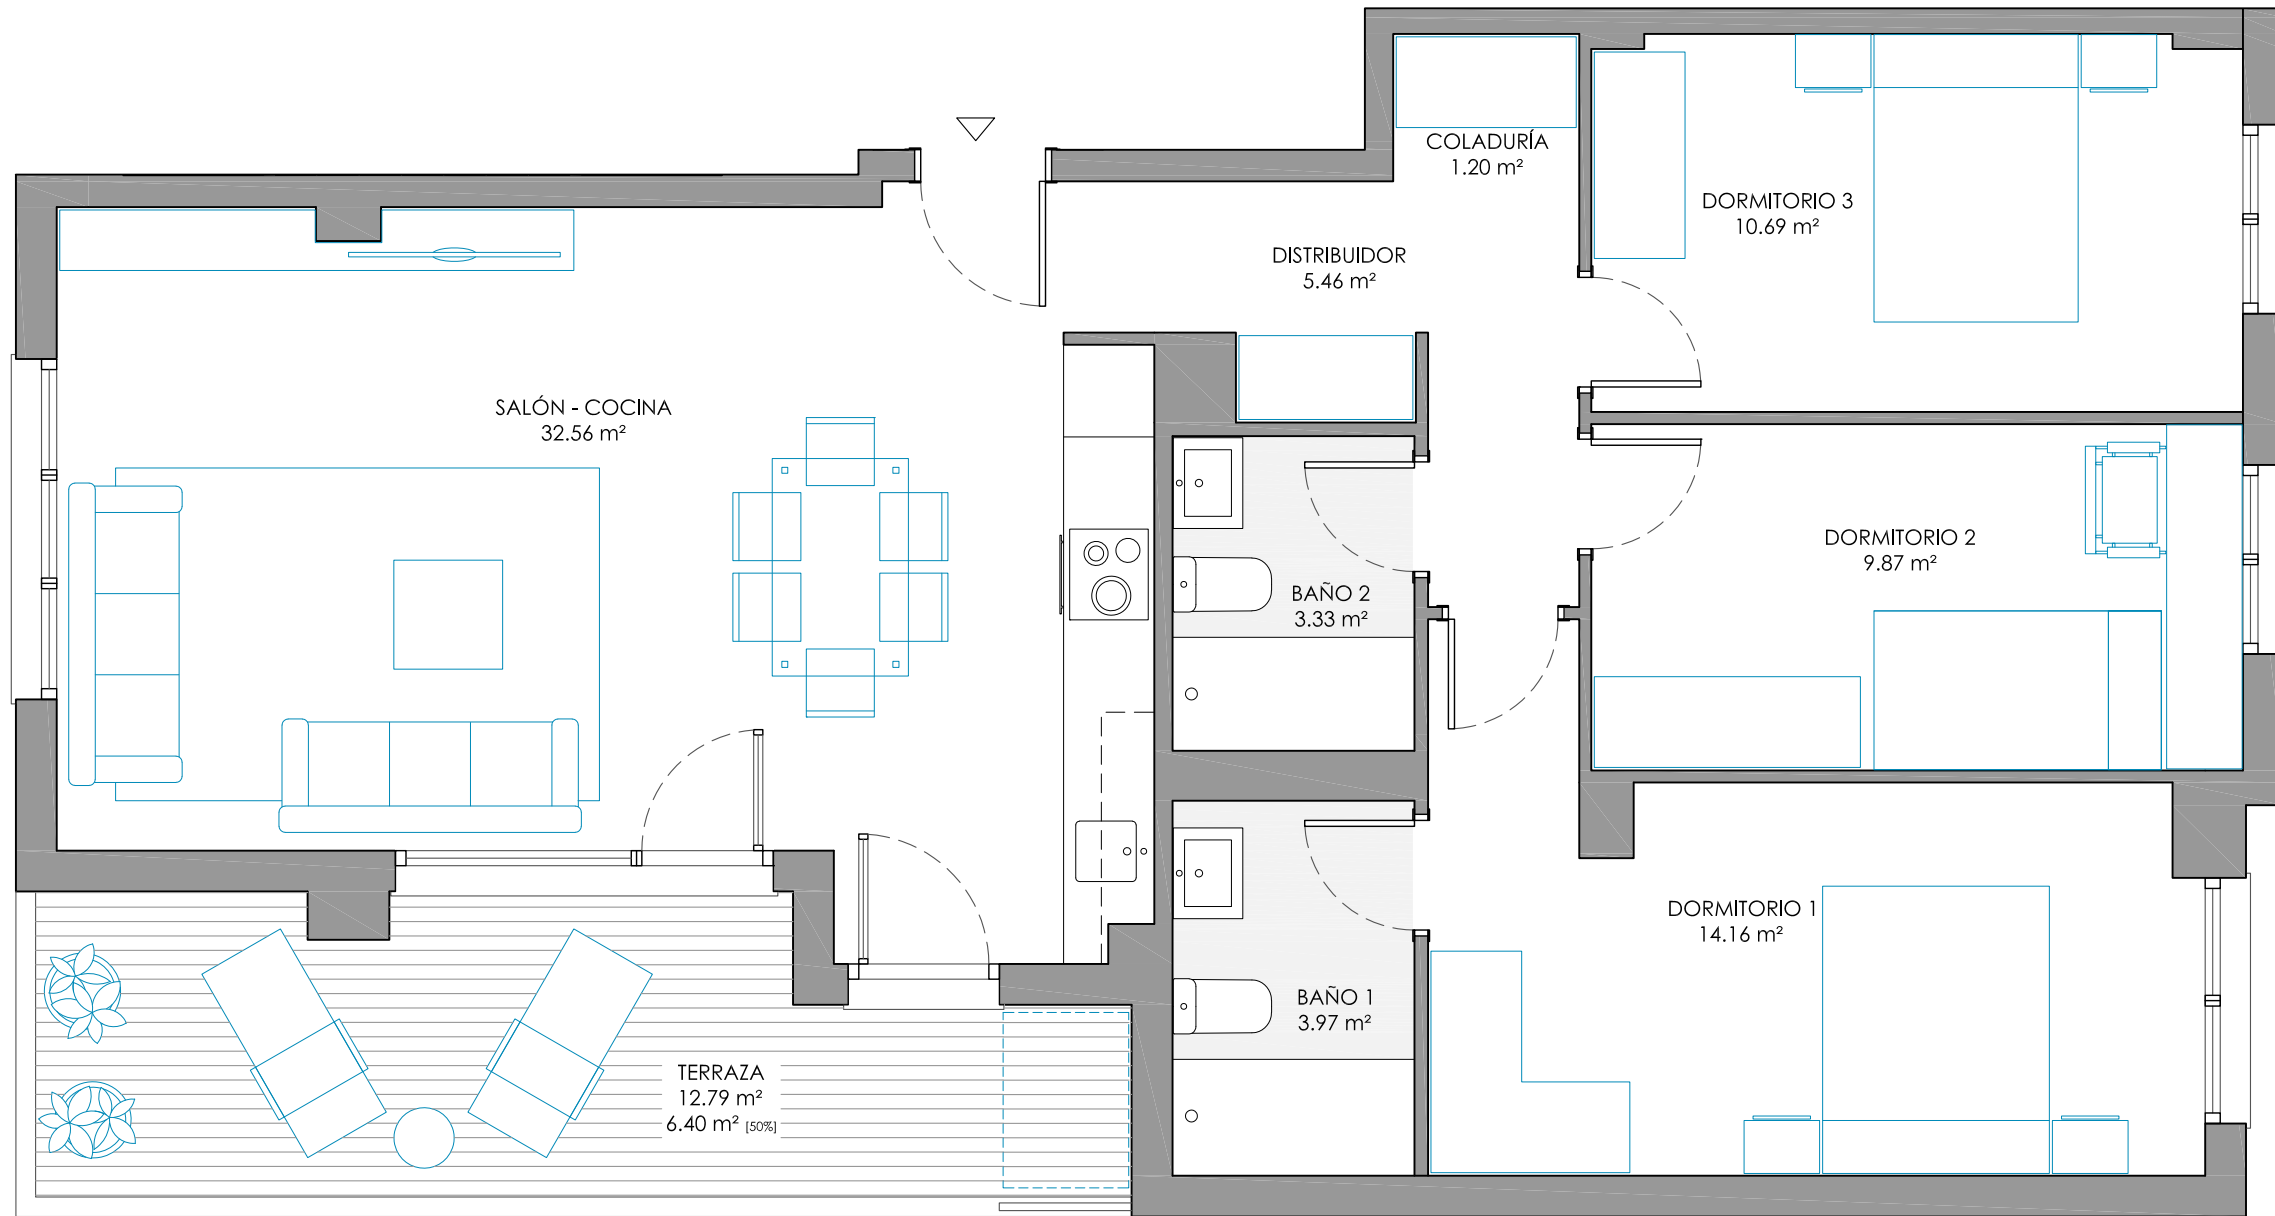 COLADURÍA
1.20 m²
DORMITORIO 3
10.69 m²
DISTRIBUIDOR
5.46 m²
SALÓN - COCINA
32.56 m²
DORMITORIO 2
9.87 m²
BAÑO 2
3.33 m²
DORMITORIO 1
14.16 m²
BAÑO 1
3.97 m²
TERRAZA
12.79 m²
6.40 m² [50%]